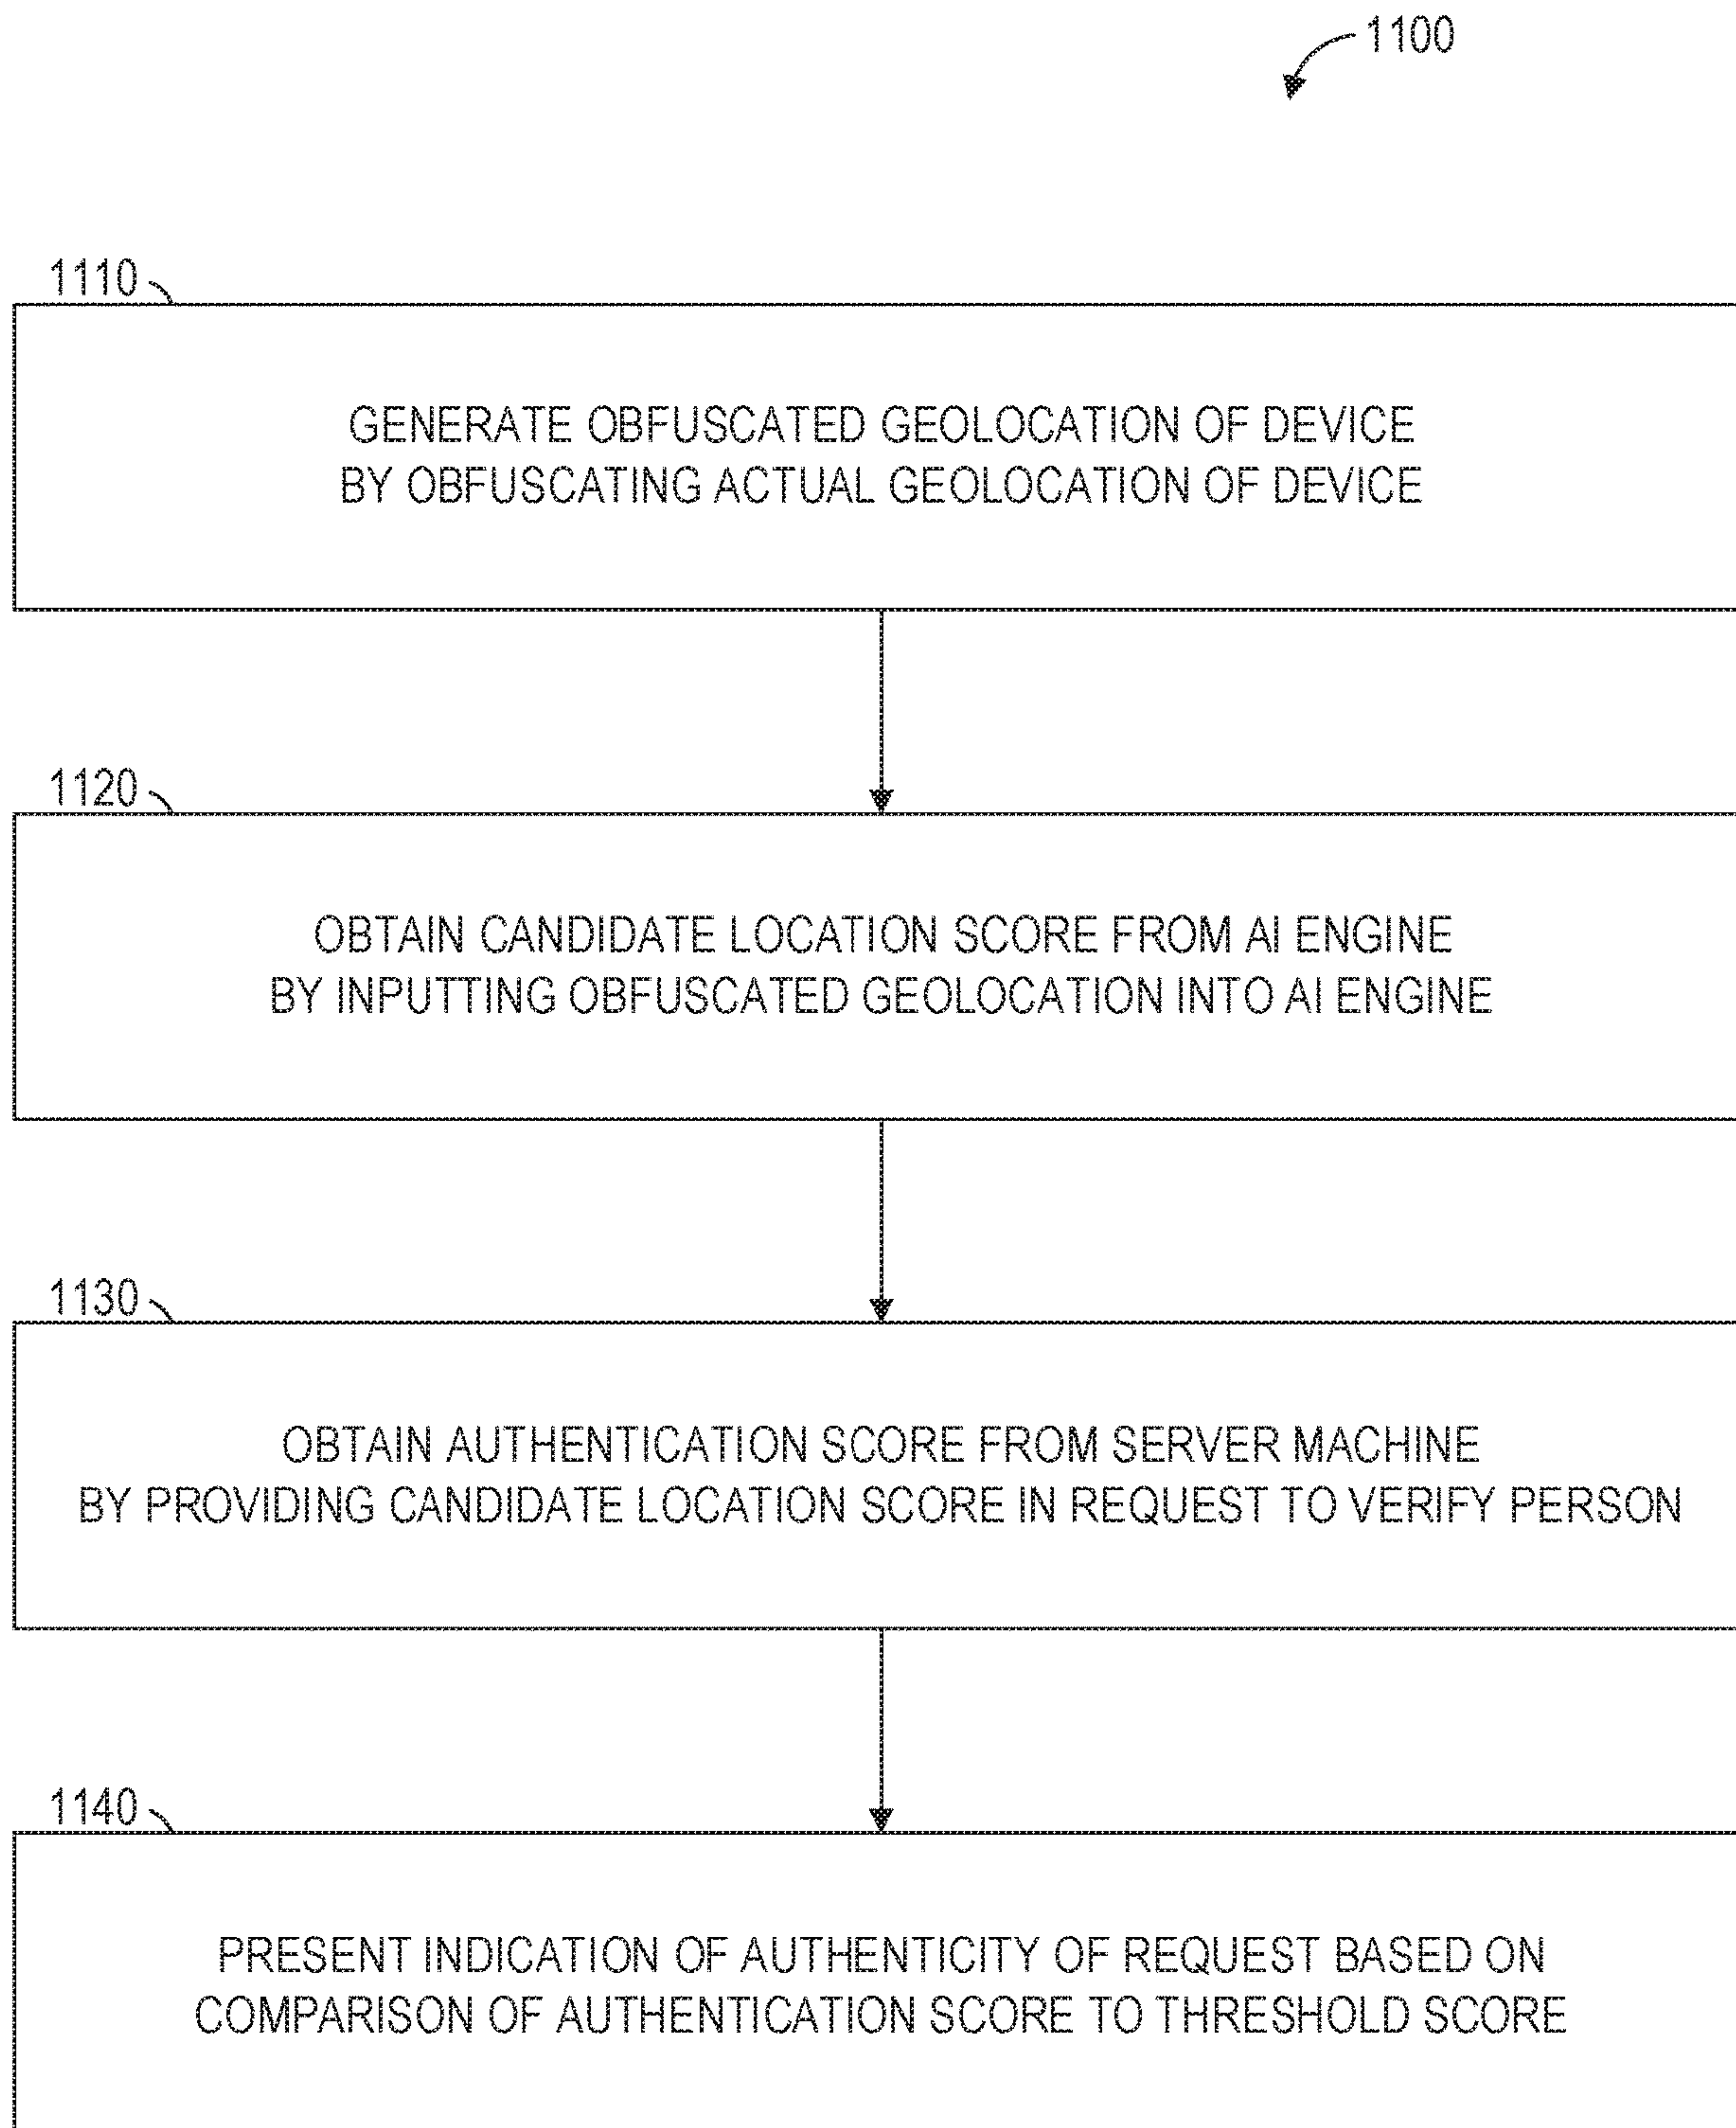 1100
1110
GENERATE OBFUSCATED GEOLOCATION OF DEVICE
BY OBFUSCATING ACTUAL GEOLOCATION OF DEVICE
1120
OBTAIN CANDIDATE LOCATION SCORE FROM AI ENGINE
BY INPUTTING OBFUSCATED GEOLOCATION INTO AI ENGINE
1130
OBTAIN AUTHENTICATION SCORE FROM SERVER MACHINE
BY PROVIDING CANDIDATE LOCATION SCORE IN REQUEST TO VERIFY PERSON
1140
PRESENT INDICATION OF AUTHENTICITY OF REQUEST BASED ON
COMPARISON OF AUTHENTICATION SCORE TO THRESHOLD SCORE